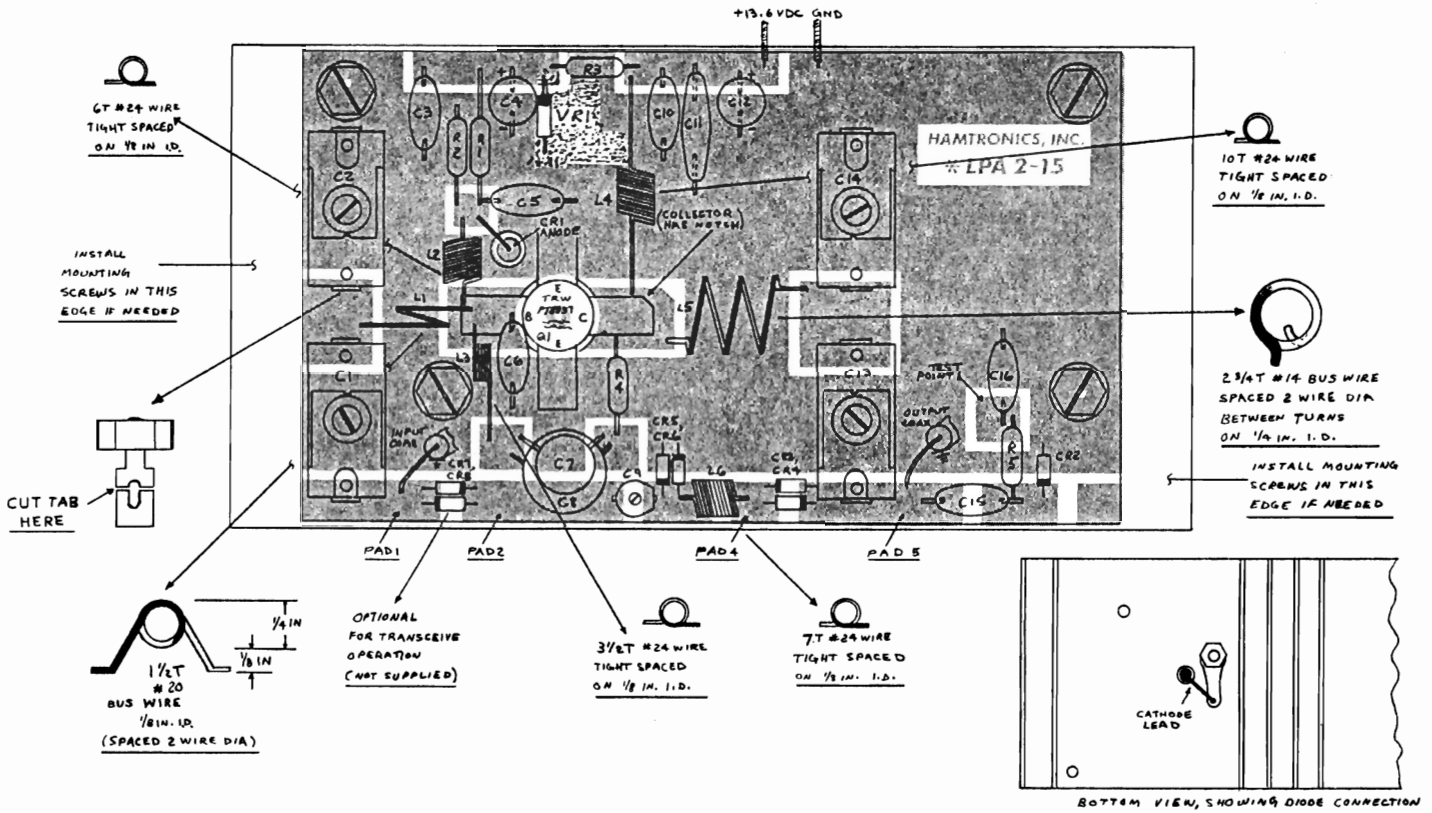 +13.6 VDC GND
6T #24 WIRE
TIGHT SPACED
ON 1/8 IN I.D.
INSTALL
MOUNTING
SCREWS IN THIS
EDGE IF NEEDED
CUT TAB
HERE
1/4 IN
1/8 IN
1 1/2 T
#20
BUS WIRE
1/8 IN. I.D.
(SPACED 2 WIRE DIA)
C3
R2
R1
C4
VR1
R3
C10
C11
C12
C2
C5
CR1
ANODE
L4
(COLLECTOR
HAS NOTCH)
C14
HAMTRONICS, INC.
# LPA 2-15
L2
L1
E
TRW
B
C
Q1
E
L5
L3
C6
R4
C1
INPUT
COAX
CR7,
CR8
C7
C8
C9
CR5,
CR6
L6
CR3,
CR4
C13
OUTPUT
COAX
TEST
POINT
C16
R5
CR2
C15
PAD 1
PAD 2
PAD 4
PAD 5
OPTIONAL
FOR TRANSCEIVE
OPERATION
(NOT SUPPLIED)
3 1/2 T #24 WIRE
TIGHT SPACED
ON 1/8 IN. I.D.
7T #24 WIRE
TIGHT SPACED
ON 1/8 IN. I.D.
10T #24 WIRE
TIGHT SPACED
ON 1/8 IN. I.D.
2 3/4 T #14 BUS WIRE
SPACED 2 WIRE DIA
BETWEEN TURNS
ON 1/4 IN. I.D.
INSTALL MOUNTING
SCREWS IN THIS
EDGE IF NEEDED
CATHODE
LEAD
BOTTOM VIEW, SHOWING DIODE CONNECTION